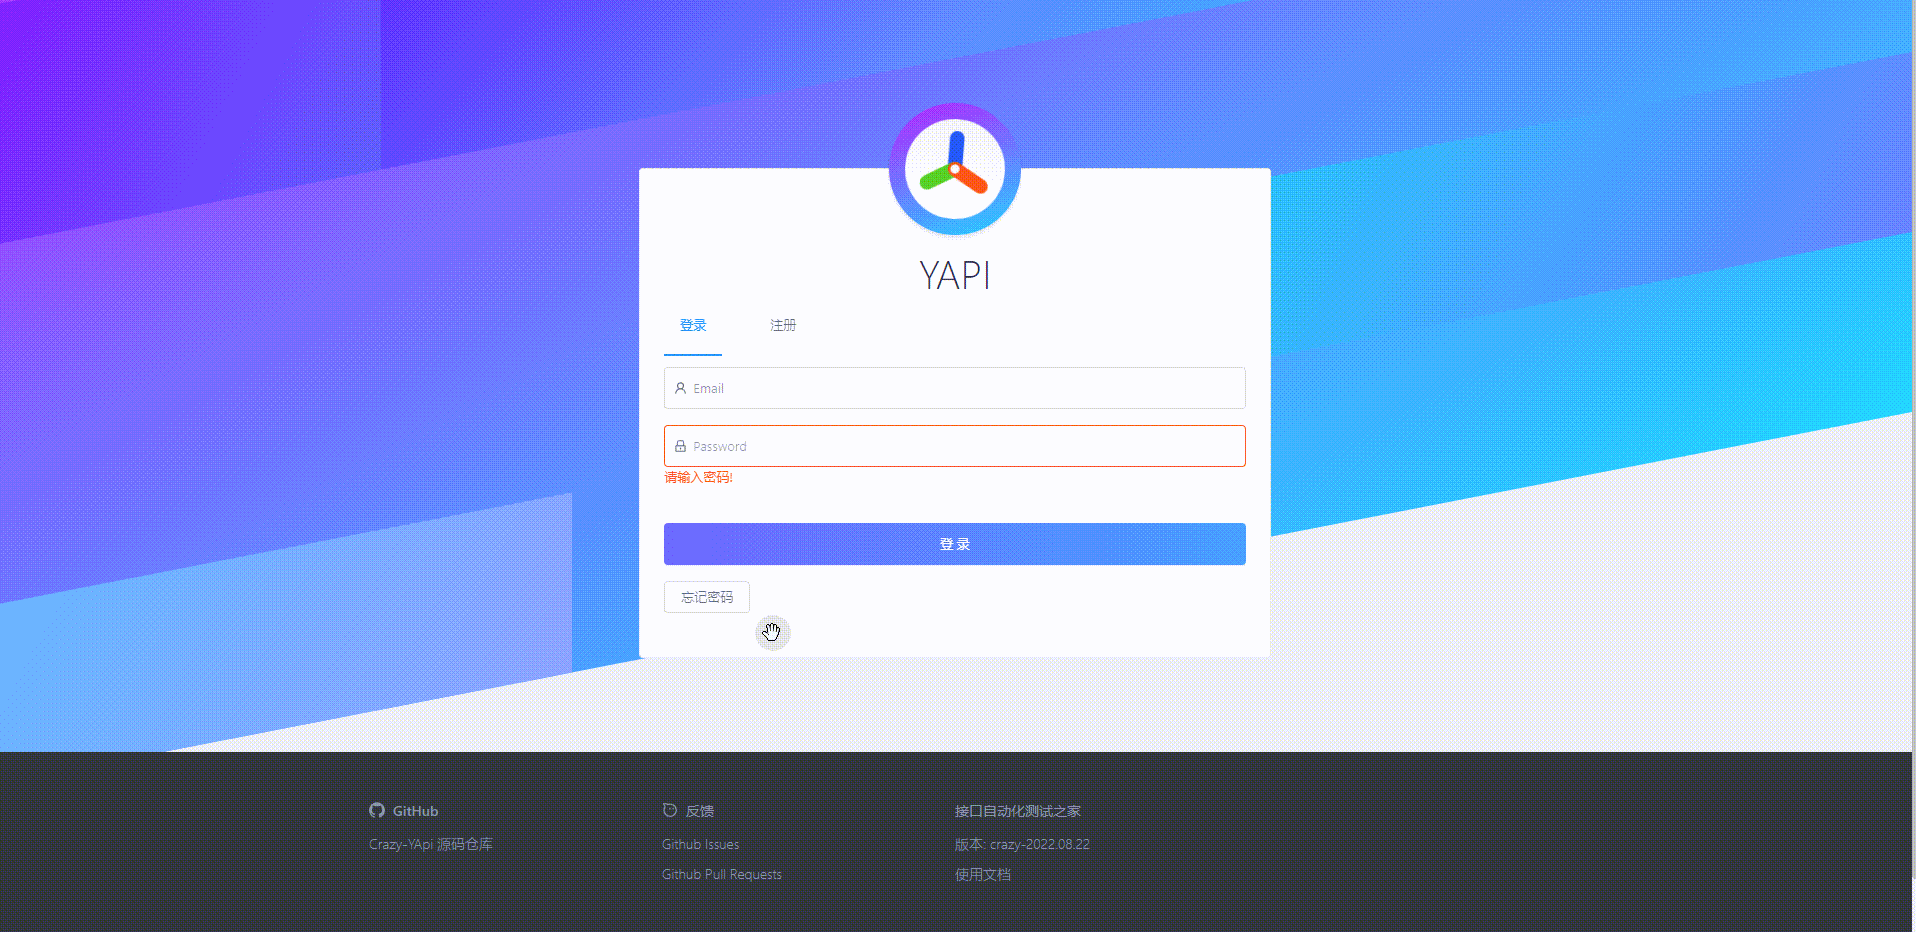 YAPI
登录 注册
Email
Password
请输入密码!
登录
忘记密码
GitHub
Crazy-YApi 源码仓库
反馈
Github Issues
Github Pull Requests
接口自动化测试之家
版本: crazy-2022.08.22
使用文档